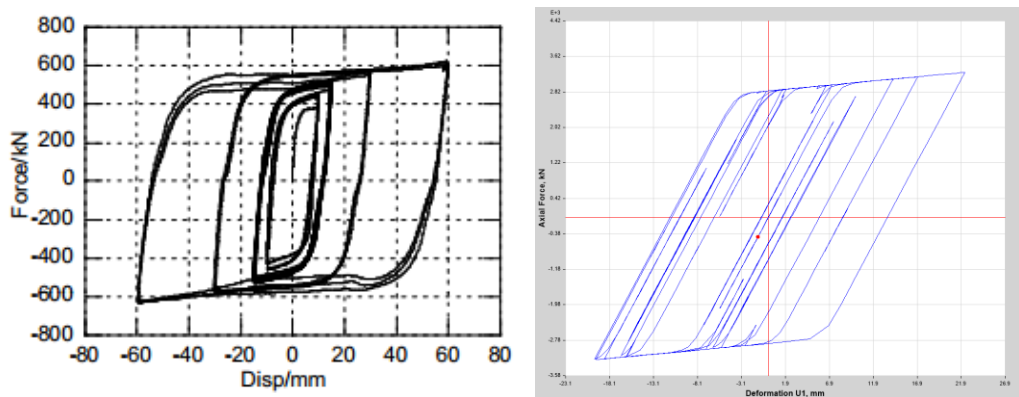 Force/kN
800
600
400
200
0
-200
-400
-600
-800
-80 -60 -40 -20 0 20 40 60 80
Disp/mm
E+3
Axial Force, kN
4.42
3.62
2.82
2.02
1.22
0.42
-0.38
-1.18
-1.98
-2.78
-3.58
-23.1 -18.1 -13.1 -8.1 -3.1 1.9 6.9 11.9 16.9 21.9 26.9
Deformation U1, mm